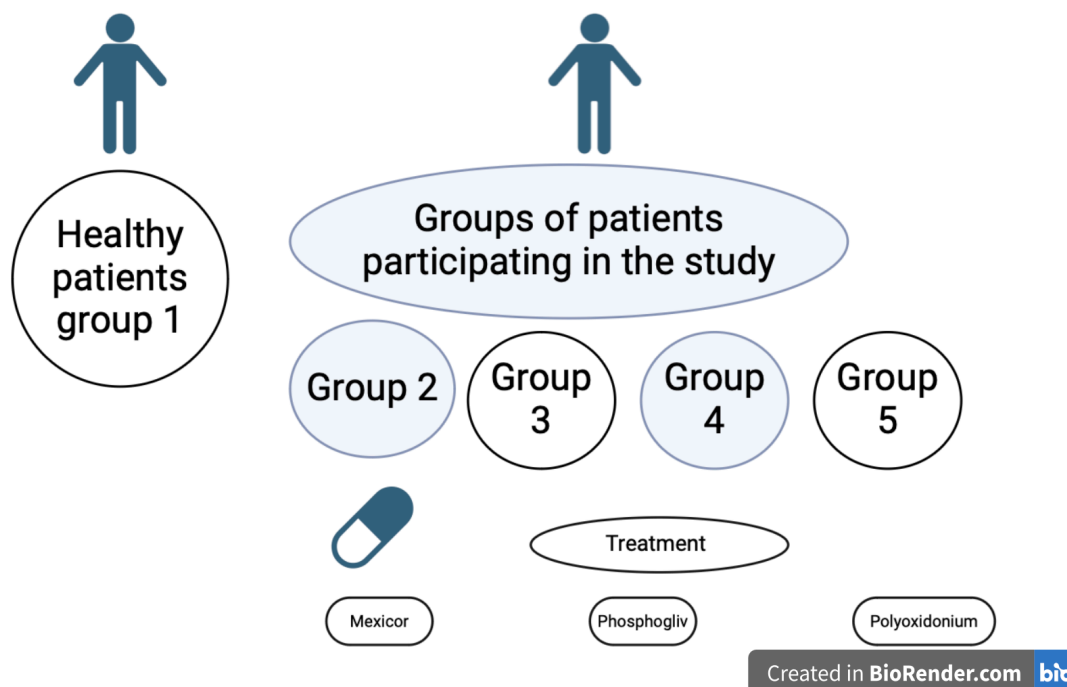 Healthy
patients
group 1
Groups of patients
participating in the study
Group 2
Group
3
Group
4
Group
5
Treatment
Mexicor
Phosphogliv
Polyoxidonium
Created in BioRender.com